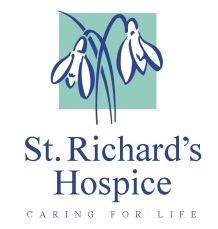 St. Richard's
Hospice
CARING FOR LIFE